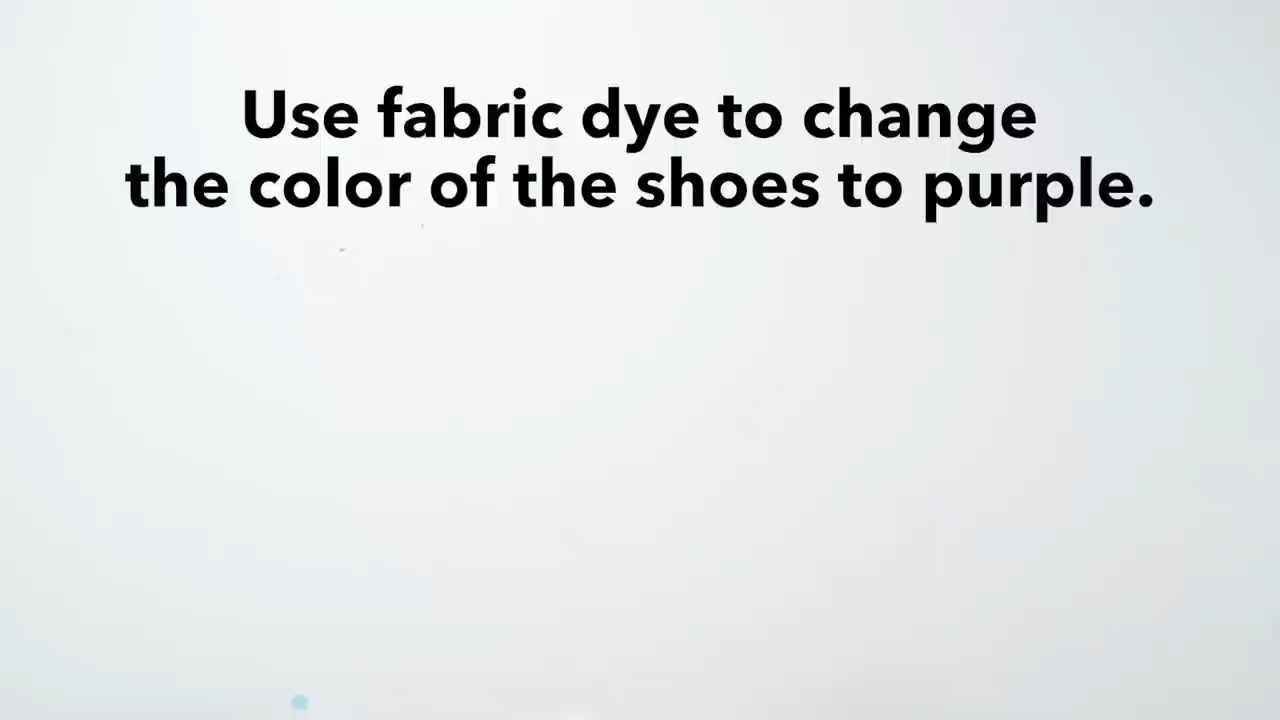 Use fabric dye to change
the color of the shoes to purple.